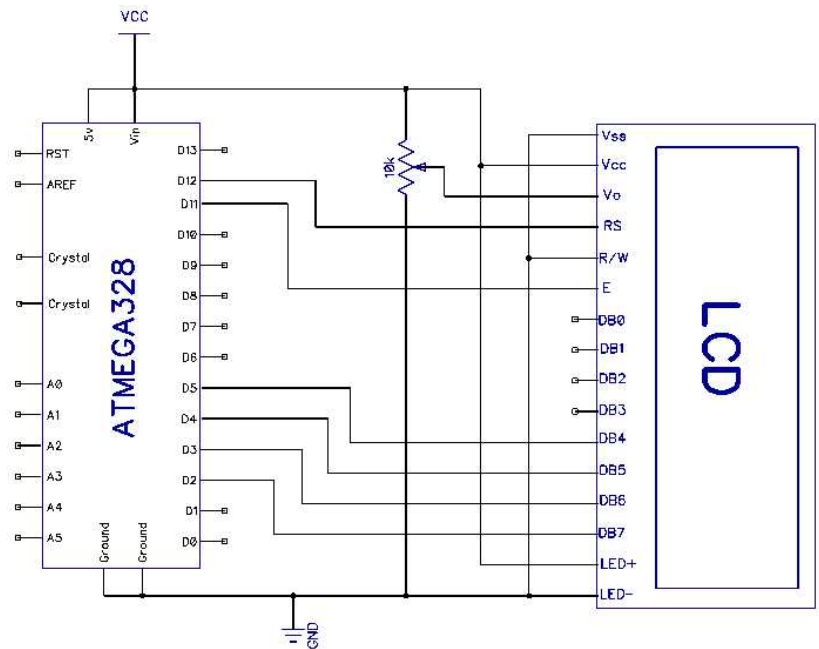 VCC
5v
Vin
RST
AREF
Crystal
Crystal
A0
A1
A2
A3
A4
A5
Ground
Ground
ATMEGA328
D13
D12
D11
D10
D9
D8
D7
D6
D5
D4
D3
D2
D1
D0
10k
GND
Vss
Vcc
Vo
RS
R/W
E
DB0
DB1
DB2
DB3
DB4
DB5
DB6
DB7
LED+
LED-
LCD